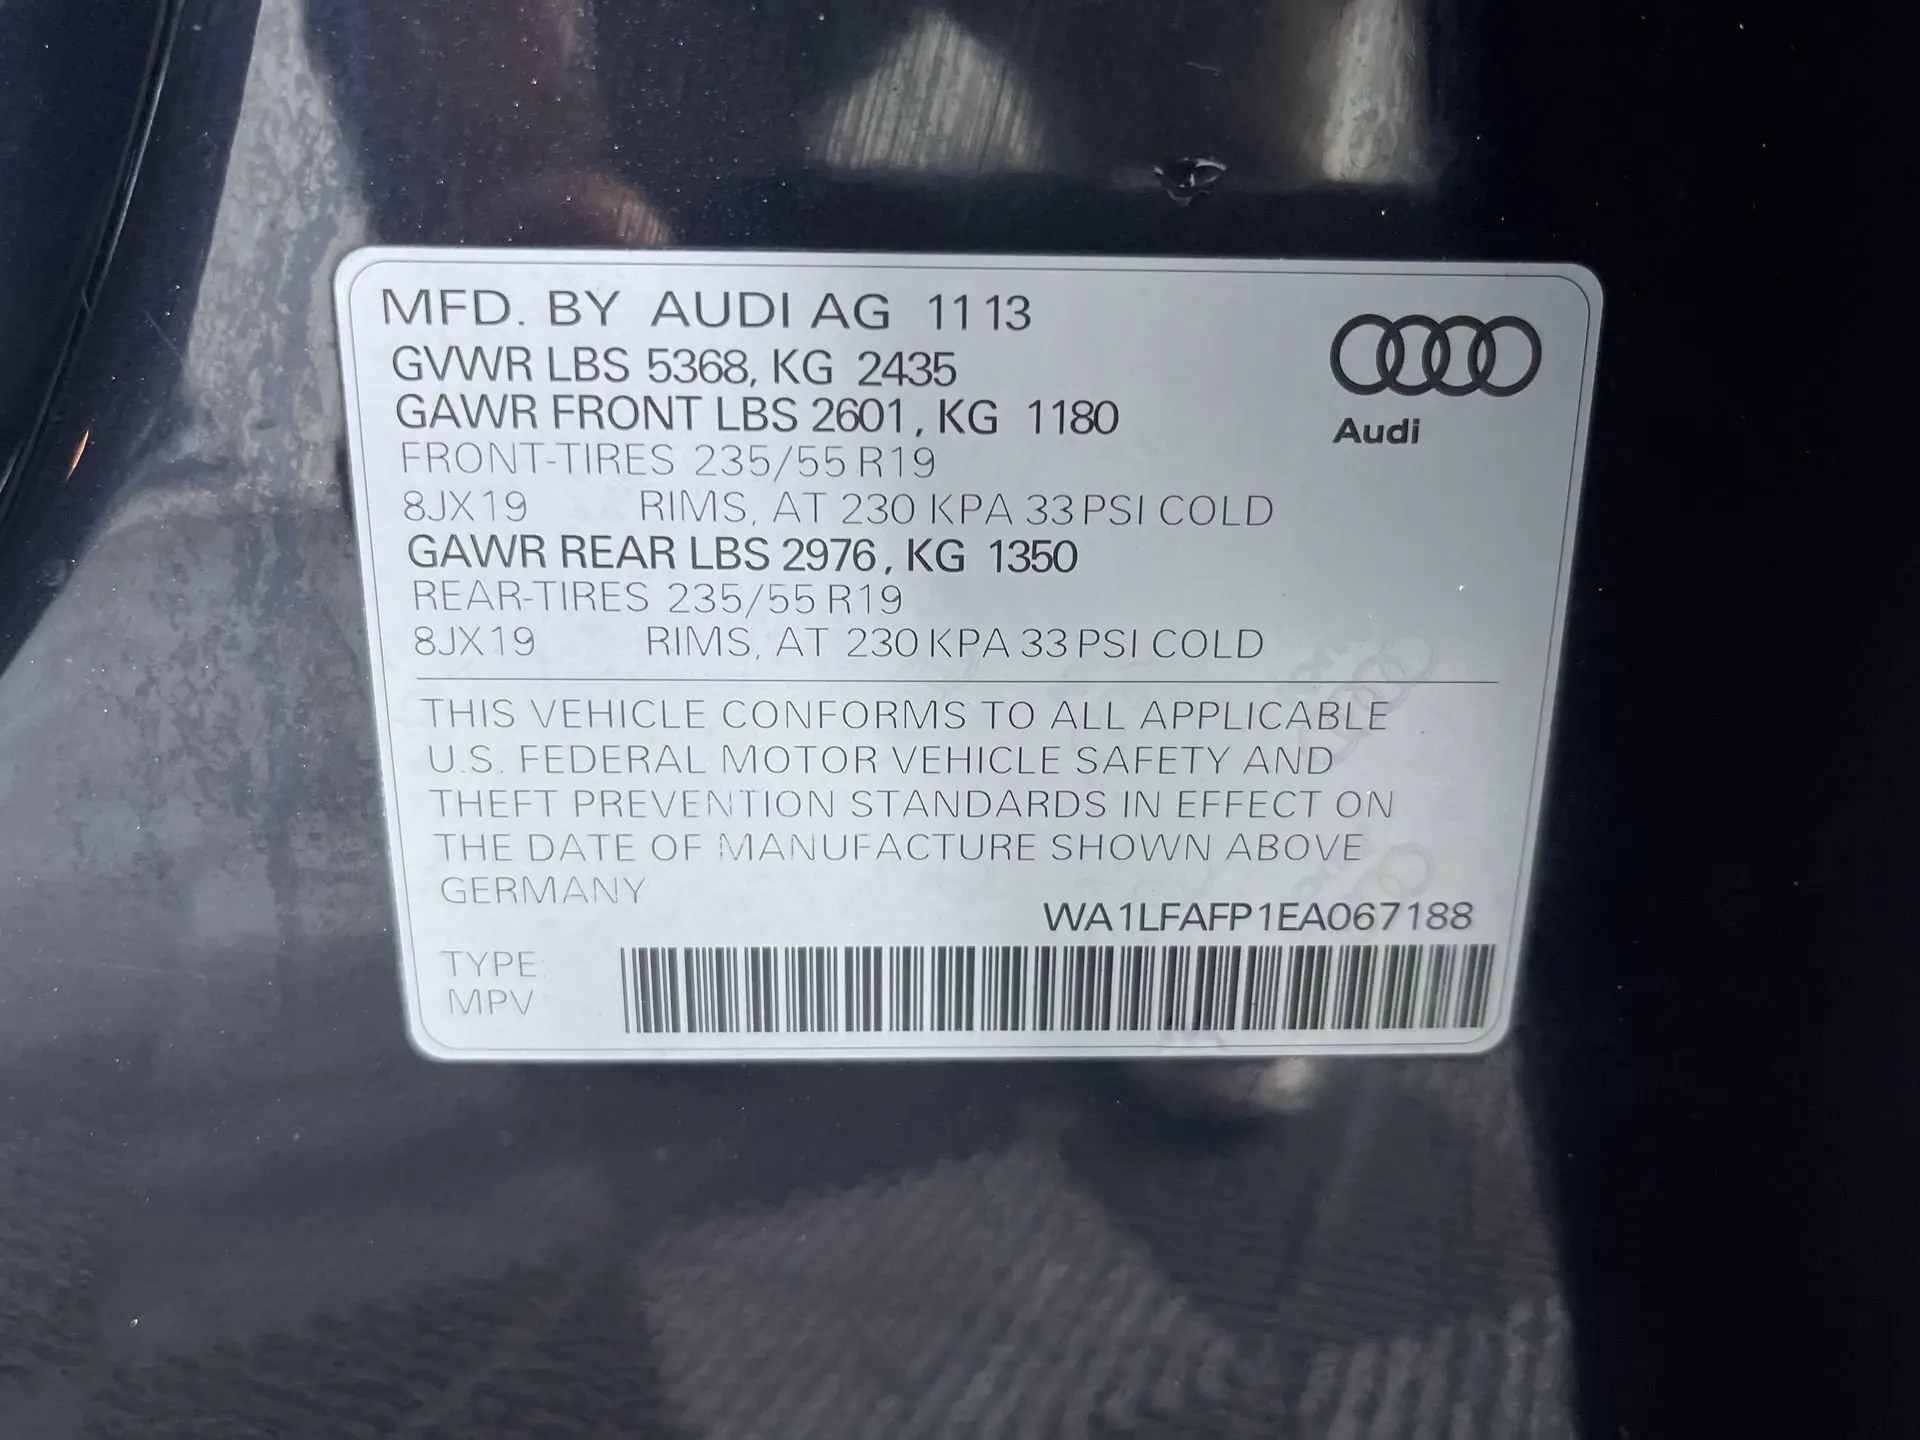 MFD. BY AUDI AG 11 13
GVWR LBS 5368, KG 2435
GAWR FRONT LBS 2601, KG 1180
Audi
FRONT-TIRES 235/55 R19
8JX19 RIMS, AT 230 KPA 33 PSI COLD
GAWR REAR LBS 2976, KG 1350
REAR-TIRES 235/55 R19
8JX19 RIMS, AT 230 KPA 33 PSI COLD
THIS VEHICLE CONFORMS TO ALL APPLICABLE
U.S. FEDERAL MOTOR VEHICLE SAFETY AND
THEFT PREVENTION STANDARDS IN EFFECT ON
THE DATE OF MANUFACTURE SHOWN ABOVE
GERMANY
WA1LFAFP1EA067188
TYPE:
MPV